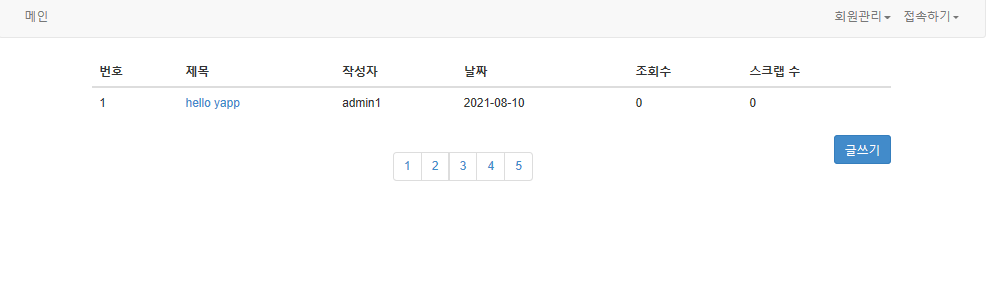 메인 회원관리 접속하기
번호 제목 작성자 날짜 조회수 스크랩 수
1 hello yapp admin1 2021-08-10 0 0
글쓰기
1 2 3 4 5